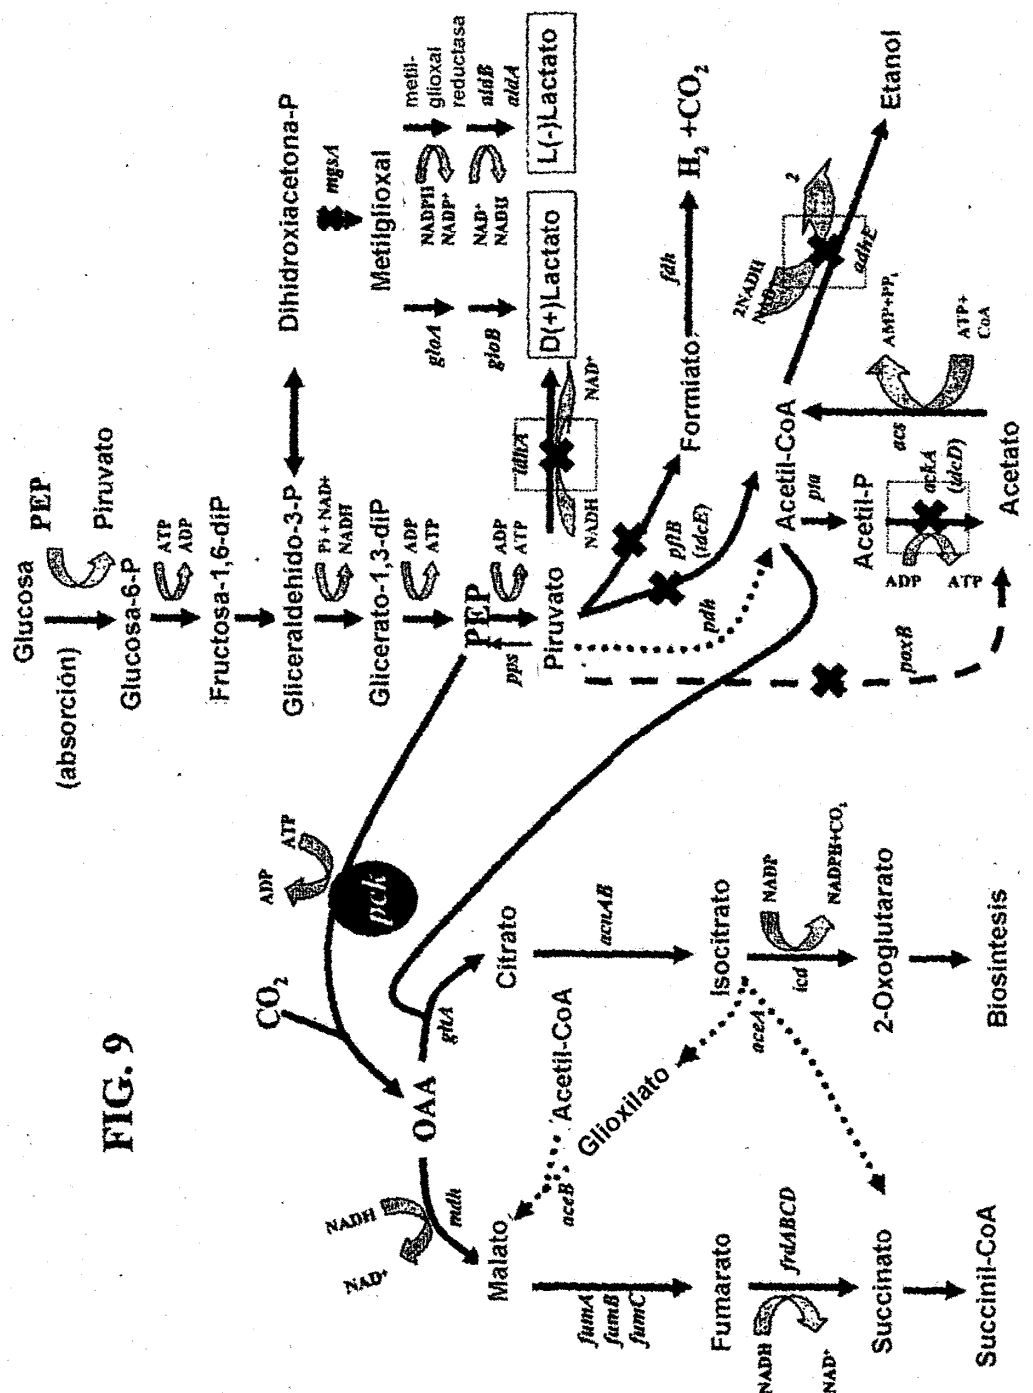 FIG. 9
Glucosa
(absorción)
PEP
Piruvato
Glucosa-6-P
ATP
ADP
Fructosa-1,6-diP
Gliceraldehido-3-P
Dihidroxiacetona-P
mgsA
Pi + NAD+
NADH
Glicerato-1,3-diP
Metilglioxal
ADP
ATP
gloA
NADPH
NADP+
metil-
glioxal
reductasa
PEP
pps
ADP
ATP
gloB
NAD+
NADH
aldB
aldA
Piruvato
ldhA
NADH
NAD+
D(+)Lactato
L(-)Lactato
pflB
(tdcE)
Formiato
fdh
H2 +CO2
pdh
Acetil-CoA
2NADH
2
adhE
Etanol
pta
Acetil-P
ADP
ATP
ackA
(tdcD)
acs
AMP+PPi
ATP+
CoA
poxB
Acetato
CO2
ADP
ATP
pck
OAA
NADH
NAD+
mdh
gltA
Malato
Citrato
aceB
Acetil-CoA
Glioxilato
acnAB
fumA
fumB
fumC
Fumarato
Isocitrato
aceA
icd
NADP
NADPH+CO2
NADH
NAD+
frdABCD
Succinato
2-Oxoglutarato
Succinil-CoA
Biosintesis